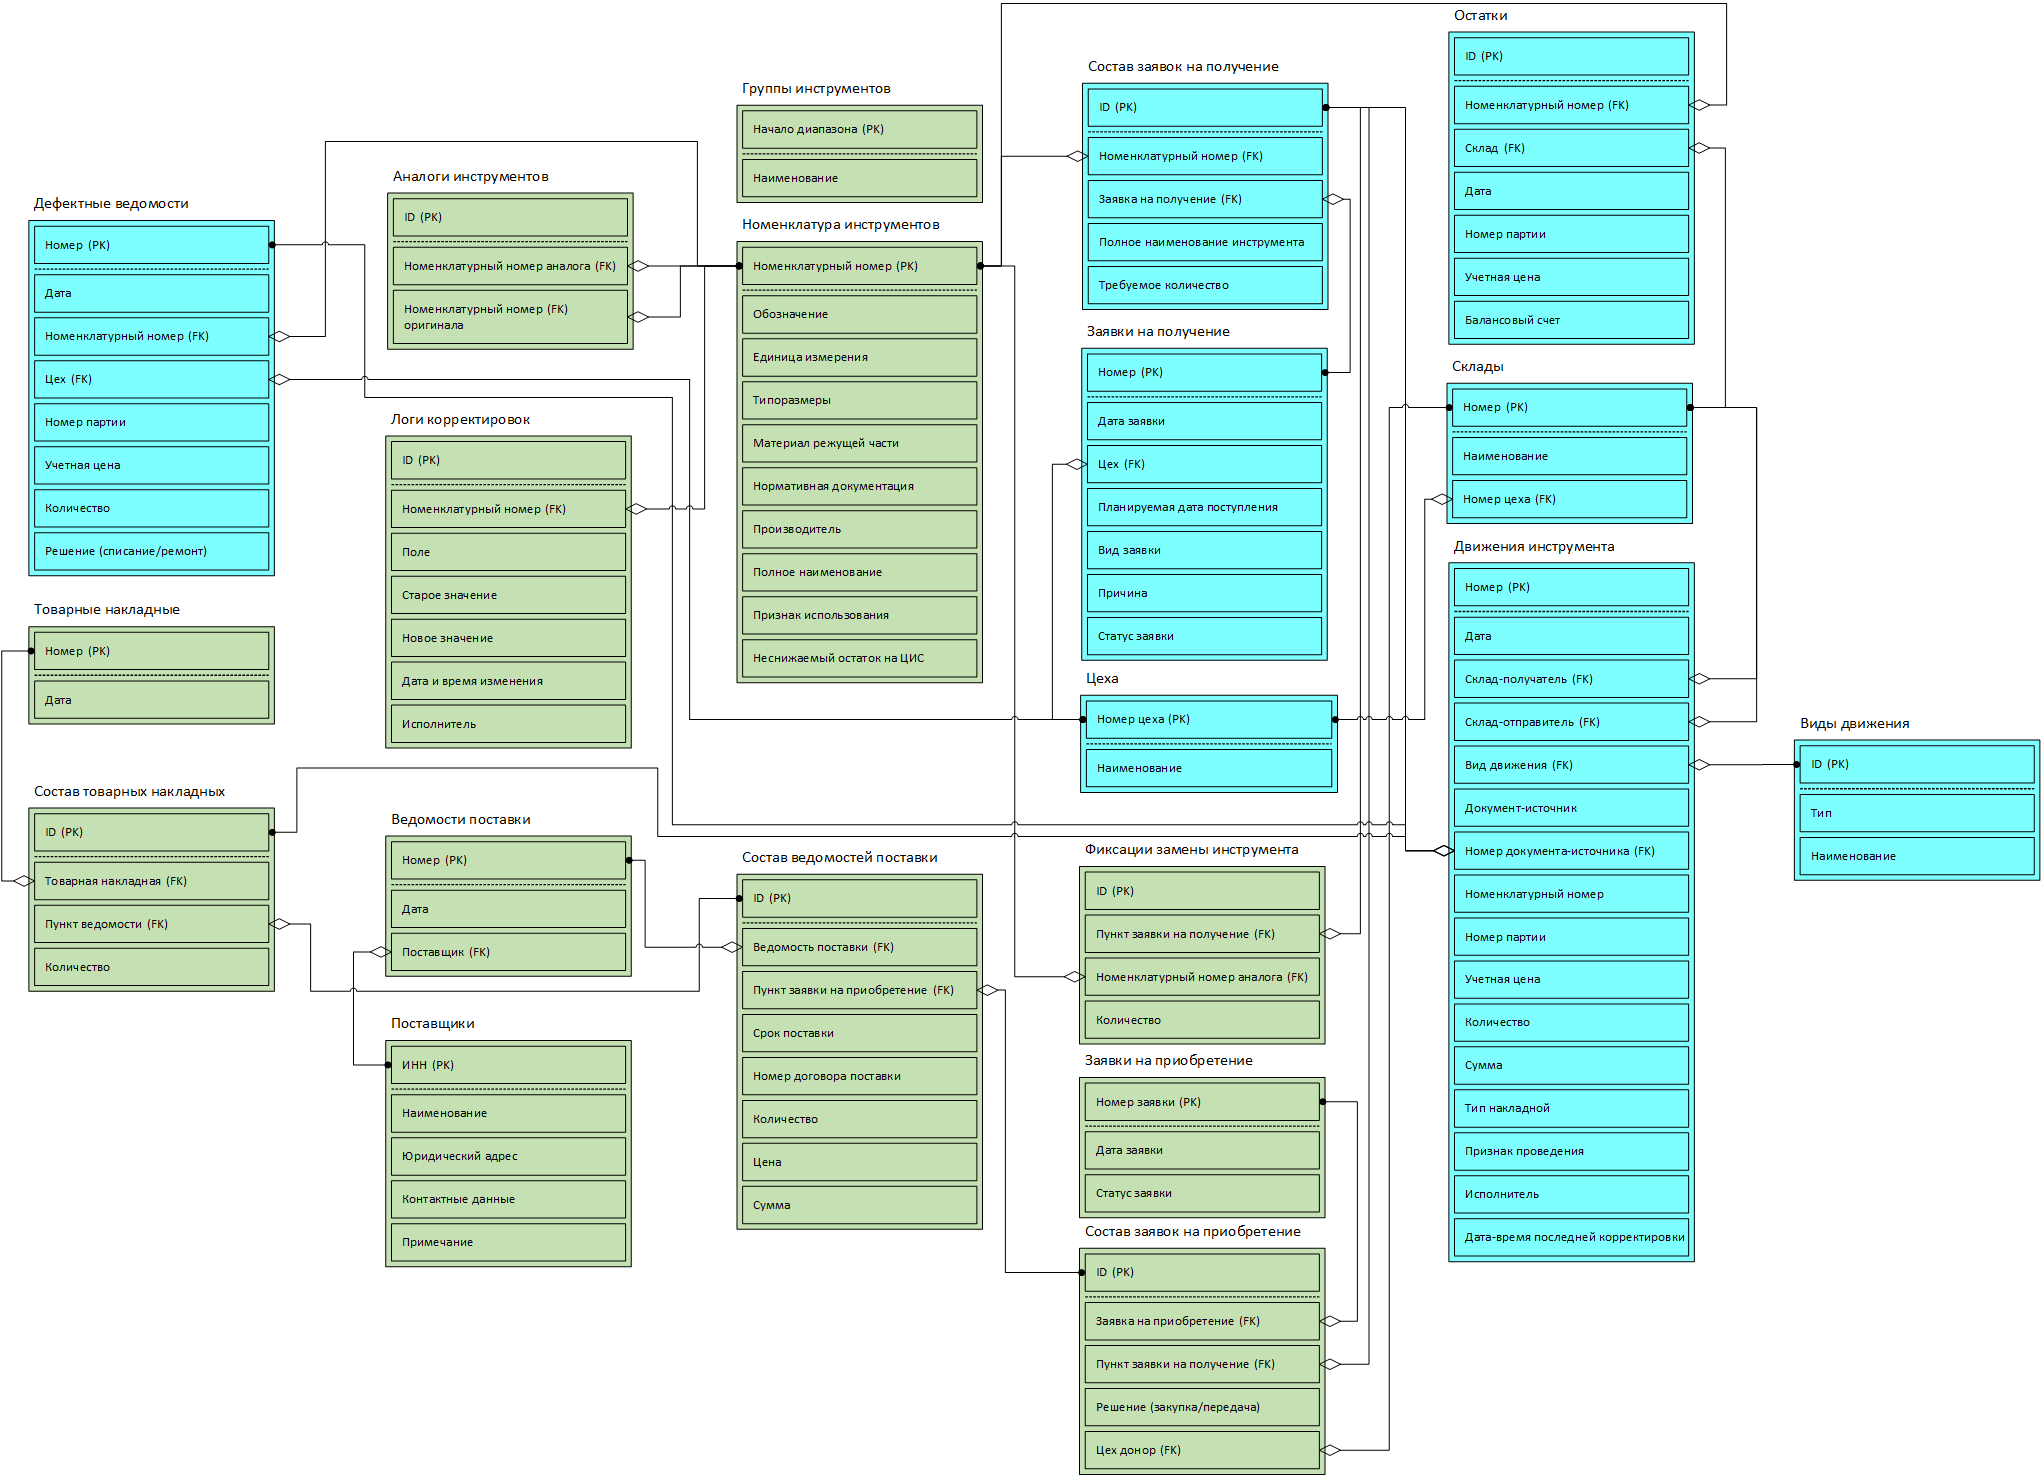 Дефектные ведомости
Номер (PK)
Дата
Номенклатурный номер (FK)
Цех (FK)
Номер партии
Учетная цена
Количество
Решение (списание/ремонт)
Товарные накладные
Номер (PK)
Дата
Состав товарных накладных
ID (PK)
Товарная накладная (FK)
Пункт ведомости (FK)
Количество
Аналоги инструментов
ID (PK)
Номенклатурный номер аналога (FK)
Номенклатурный номер (FK)
оригинала
Логи корректировок
ID (PK)
Номенклатурный номер (FK)
Поле
Старое значение
Новое значение
Дата и время изменения
Исполнитель
Ведомости поставки
Номер (PK)
Дата
Поставщик (FK)
Поставщики
ИНН (PK)
Наименование
Юридический адрес
Контактные данные
Примечание
Группы инструментов
Начало диапазона (PK)
Наименование
Номенклатура инструментов
Номенклатурный номер (PK)
Обозначение
Единица измерения
Типоразмеры
Материал режущей части
Нормативная документация
Производитель
Полное наименование
Признак использования
Неснижаемый остаток на ЦИС
Состав ведомостей поставки
ID (PK)
Ведомость поставки (FK)
Пункт заявки на приобретение (FK)
Срок поставки
Номер договора поставки
Количество
Цена
Сумма
Состав заявок на получение
ID (PK)
Номенклатурный номер (FK)
Заявка на получение (FK)
Полное наименование инструмента
Требуемое количество
Заявки на получение
Номер (PK)
Дата заявки
Цех (FK)
Планируемая дата поступления
Вид заявки
Причина
Статус заявки
Цеха
Номер цеха (PK)
Наименование
Фиксации замены инструмента
ID (PK)
Пункт заявки на получение (FK)
Номенклатурный номер аналога (FK)
Количество
Заявки на приобретение
Номер заявки (PK)
Дата заявки
Статус заявки
Состав заявок на приобретение
ID (PK)
Заявка на приобретение (FK)
Пункт заявки на получение (FK)
Решение (закупка/передача)
Цех донор (FK)
Остатки
ID (PK)
Номенклатурный номер (FK)
Склад (FK)
Дата
Номер партии
Учетная цена
Балансовый счет
Склады
Номер (PK)
Наименование
Номер цеха (FK)
Движения инструмента
Номер (PK)
Дата
Склад-получатель (FK)
Склад-отправитель (FK)
Вид движения (FK)
Документ-источник
Номер документа-источника (FK)
Номенклатурный номер
Номер партии
Учетная цена
Количество
Сумма
Тип накладной
Признак проведения
Исполнитель
Дата-время последней корректировки
Виды движения
ID (PK)
Тип
Наименование